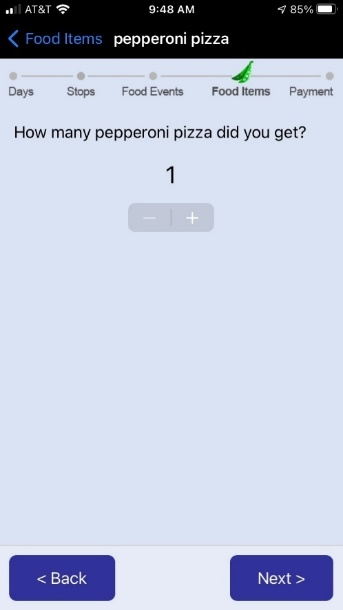 AT&T 9:48 AM 85%
Food Items pepperoni pizza
Days Stops Food Events Food Items Payment
How many pepperoni pizza did you get?
1
− +
< Back Next >